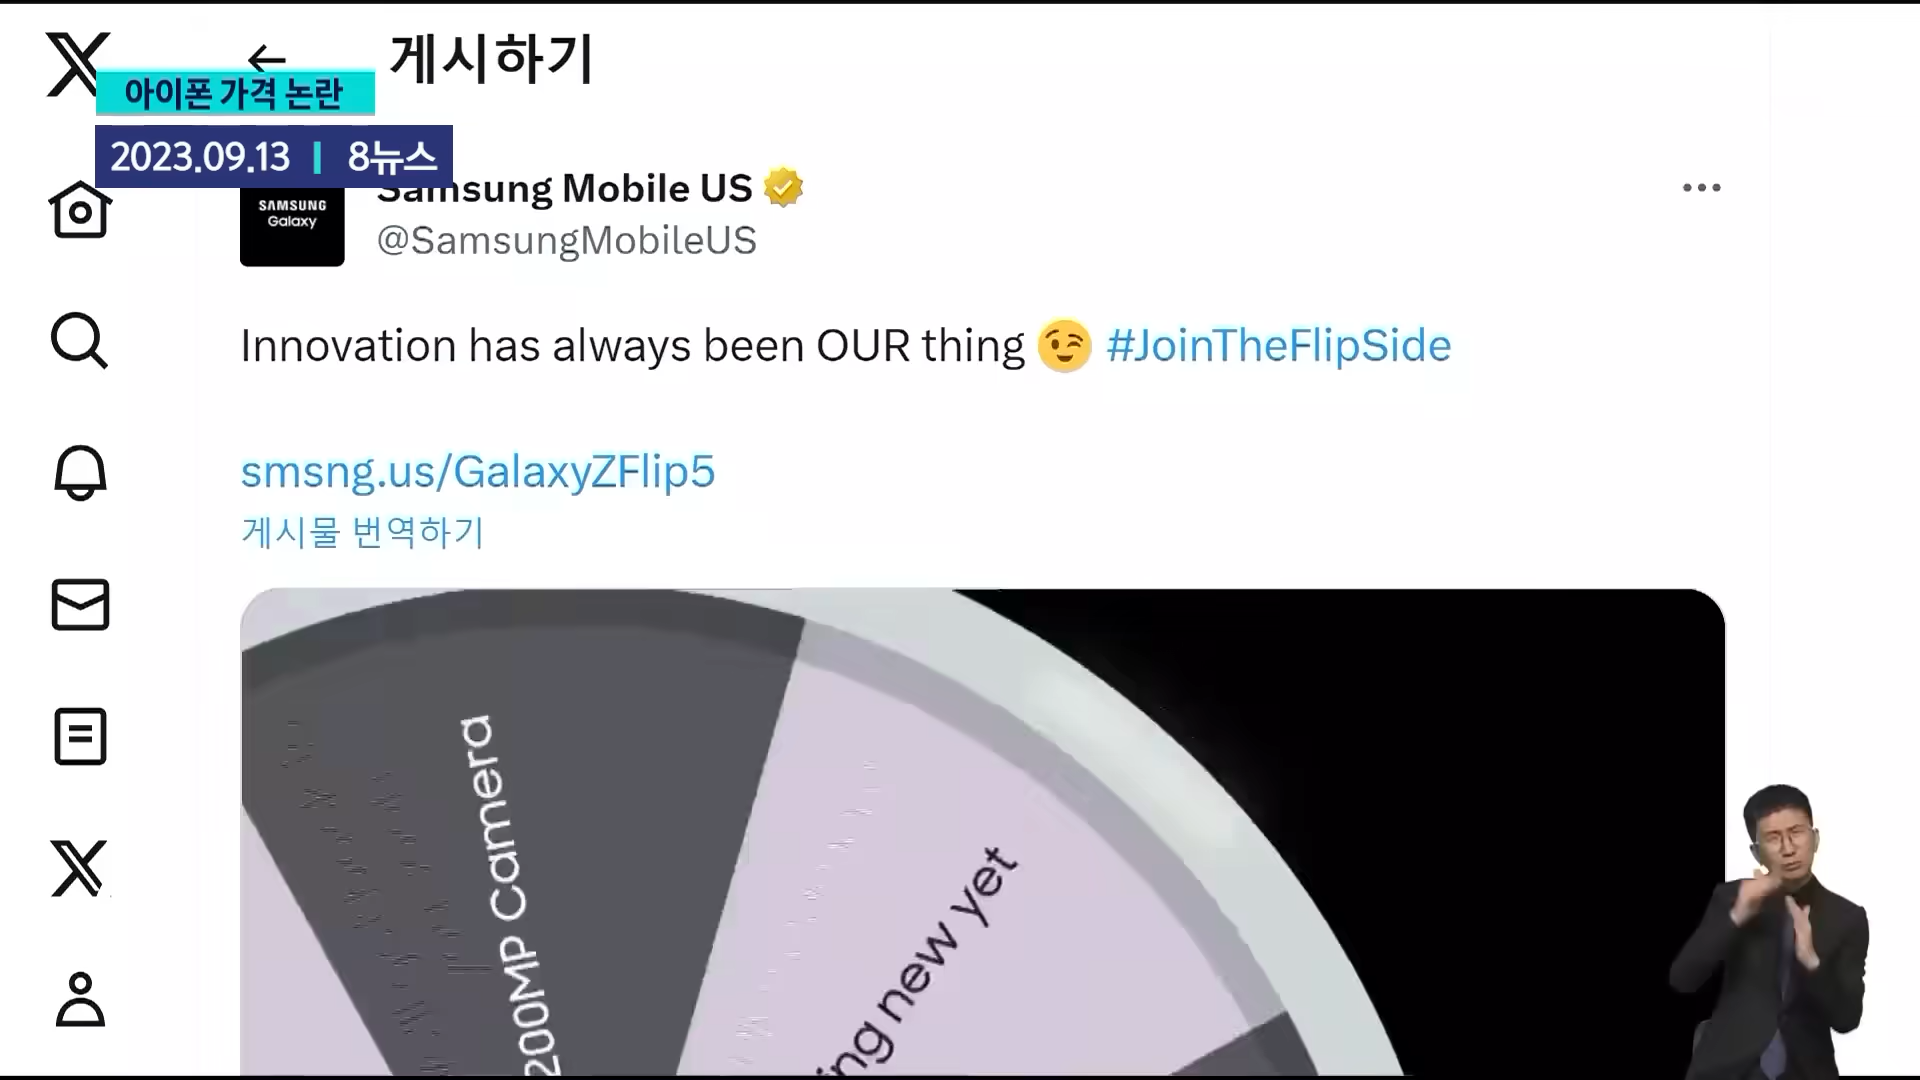 게시하기
아이폰 가격 논란
2023.09.13 | 8뉴스
Samsung Mobile US
SAMSUNG
Galaxy
@SamsungMobileUS
Innovation has always been OUR thing 😉 #JoinTheFlipSide
smsng.us/GalaxyZFlip5
게시물 번역하기
200MP Camera
ing new yet